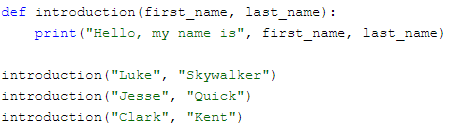 def introduction(first_name, last_name):
    print("Hello, my name is", first_name, last_name)

introduction("Luke", "Skywalker")
introduction("Jesse", "Quick")
introduction("Clark", "Kent")